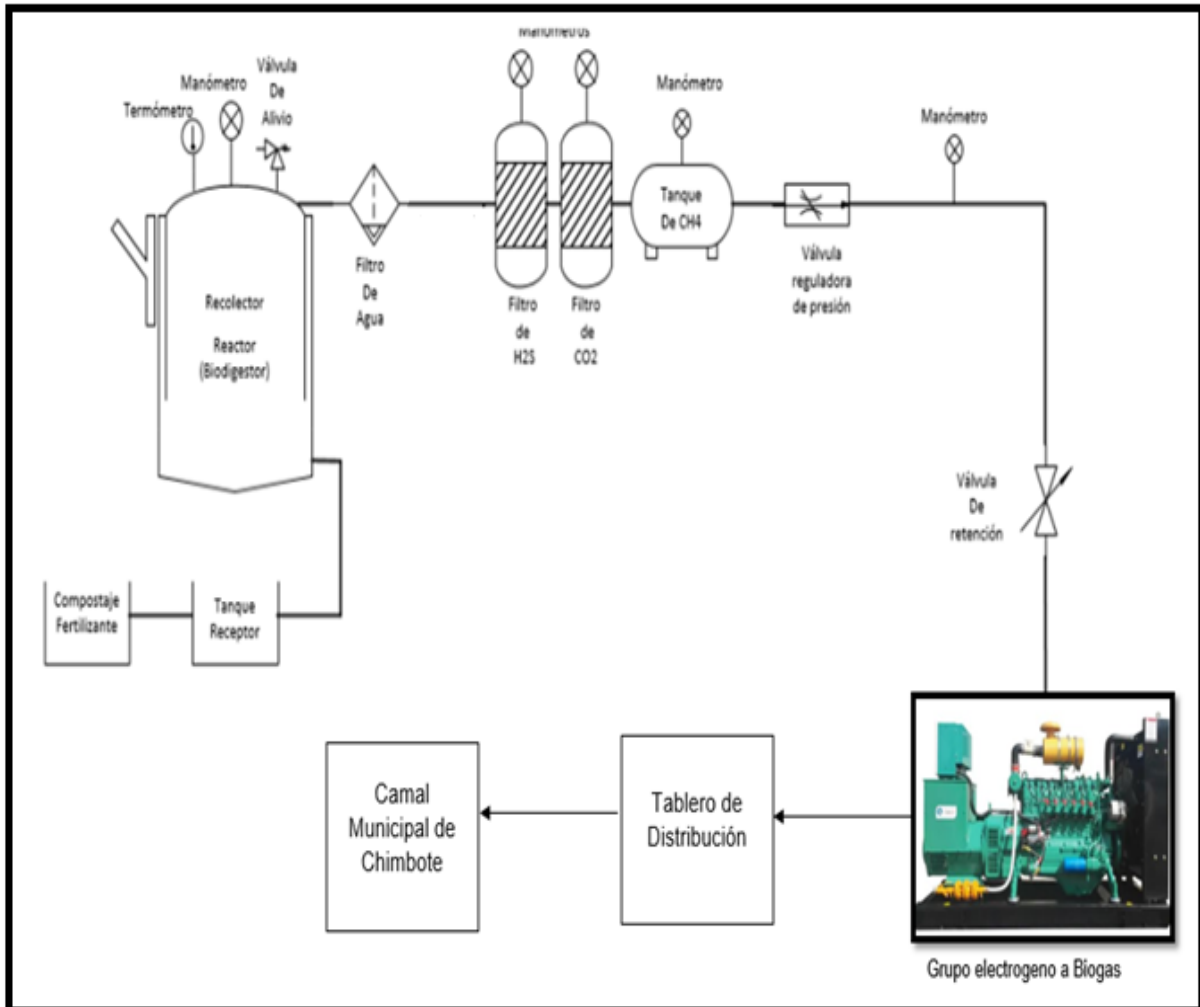 Manómetros
Válvula
De
Alivio
Manómetro
Termómetro
Manómetro
Manómetro
Tanque
De CH4
Filtro
De
Agua
Válvula
reguladora
de presión
Recolector
Reactor
(Biodigestor)
Filtro
de
H2S
Filtro
de
CO2
Válvula
De
retención
Compostaje
Fertilizante
Tanque
Receptor
Camal
Municipal de
Chimbote
Tablero de
Distribución
Grupo electrogeno a Biogas